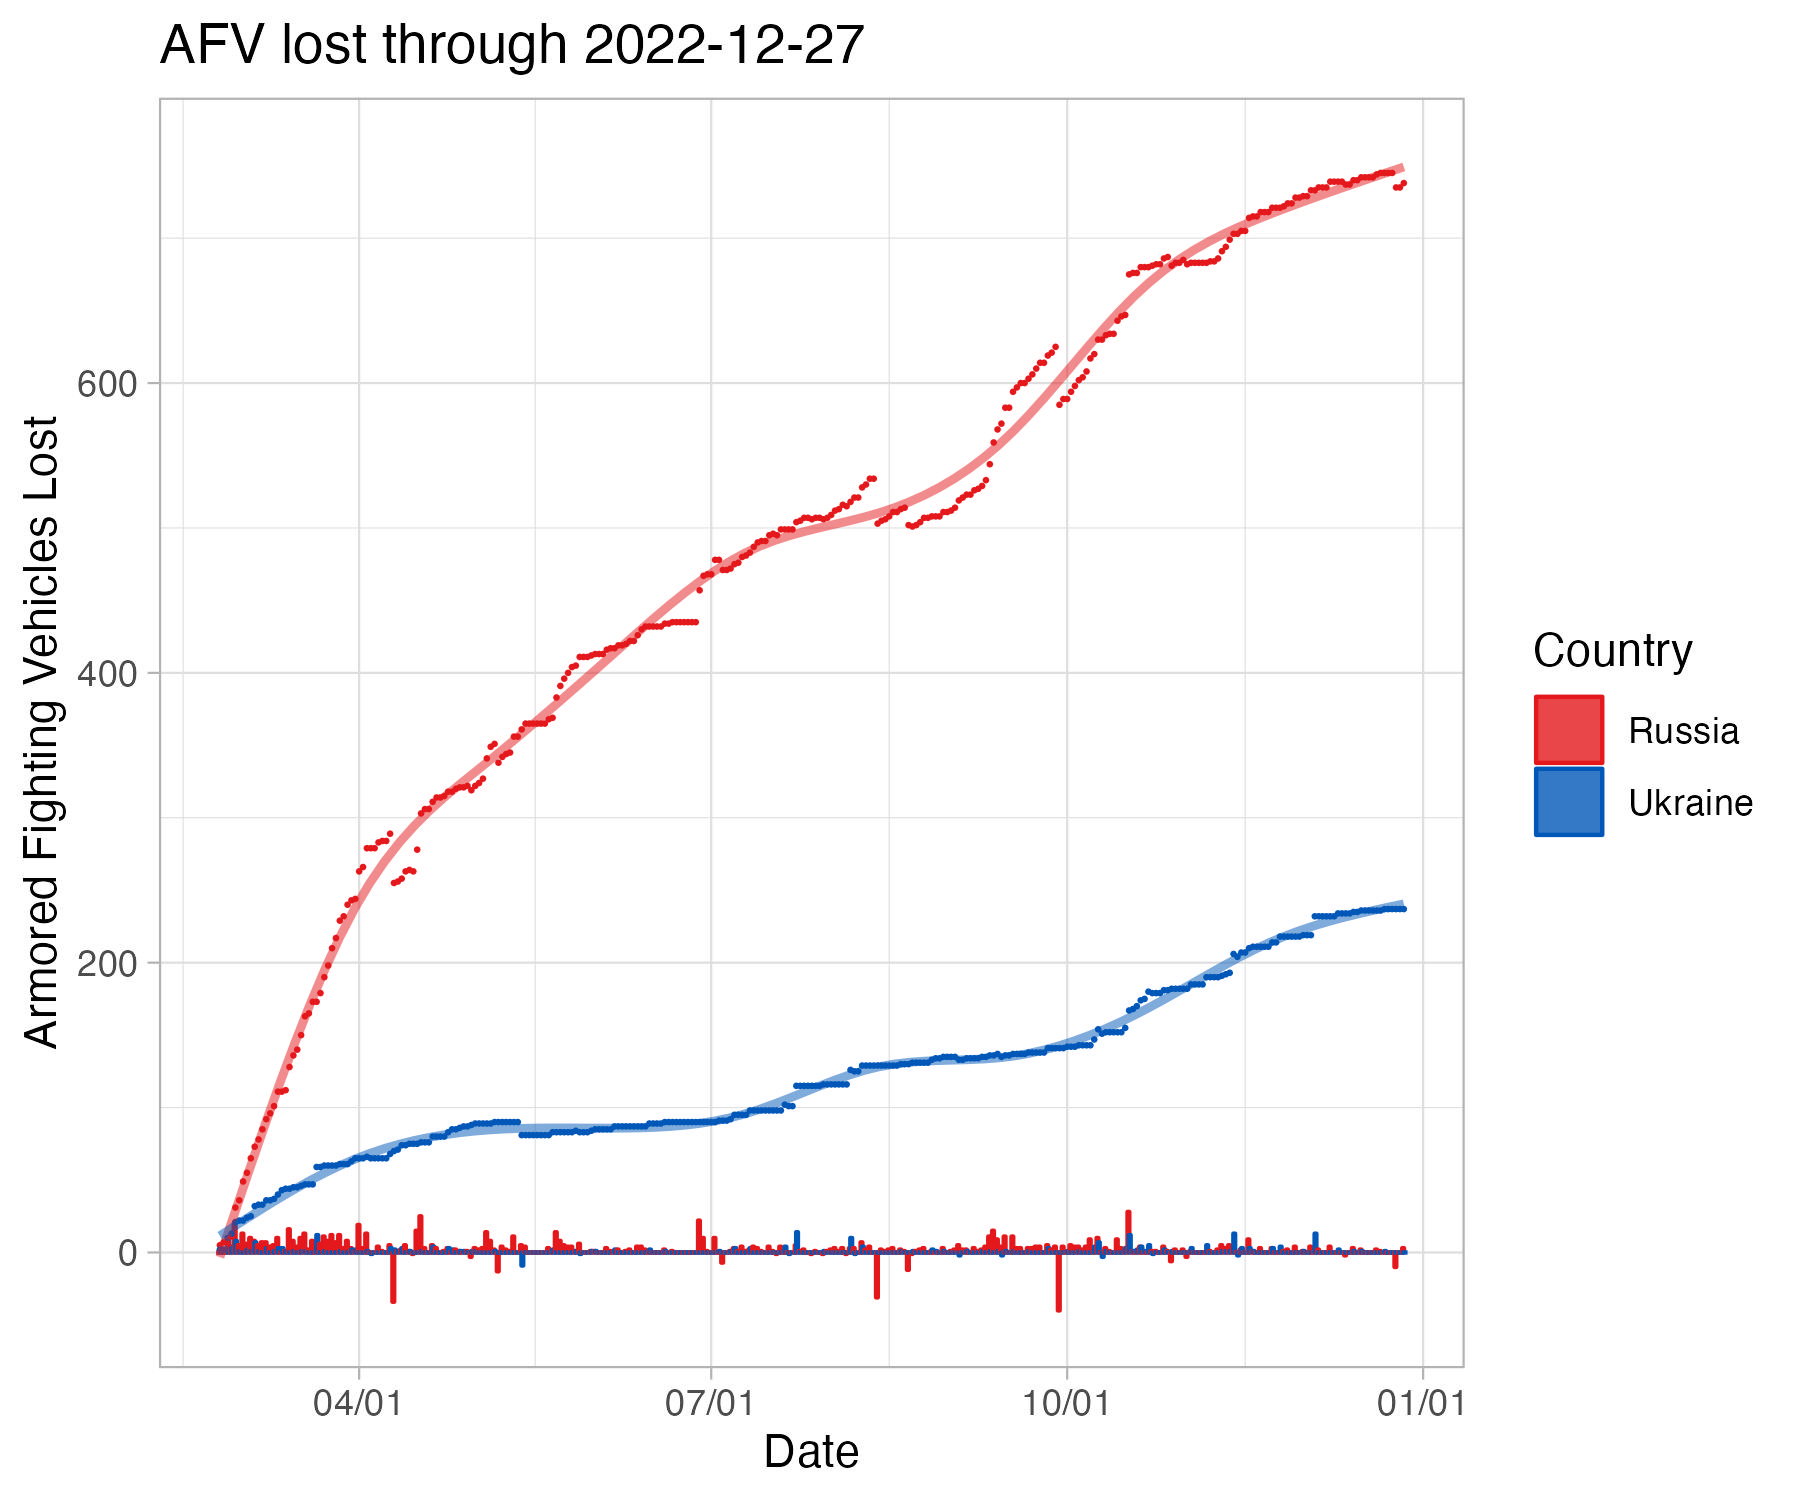 AFV lost through 2022-12-27
Armored Fighting Vehicles Lost
600
400
200
0
04/01
07/01
10/01
01/01
Date
Country
Russia
Ukraine